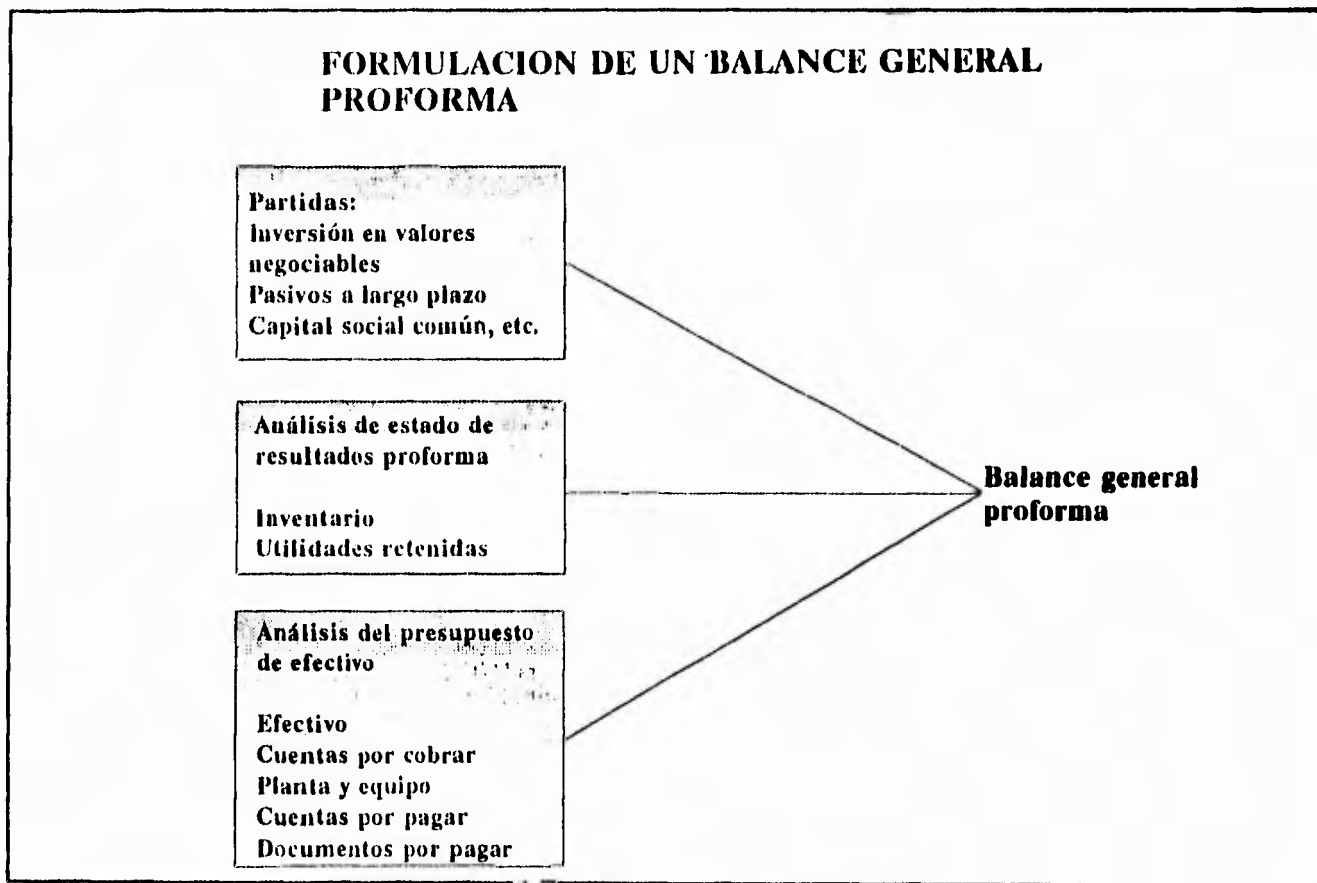 FORMULACION DE UN BALANCE GENERAL
PROFORMA
Partidas:
Inversión en valores
negociables
Pasivos a largo plazo
Capital social común, etc.
Análisis de estado de
resultados proforma
Inventario
Utilidades retenidas
Análisis del presupuesto
de efectivo
Efectivo
Cuentas por cobrar
Planta y equipo
Cuentas por pagar
Documentos por pagar
Balance general
proforma